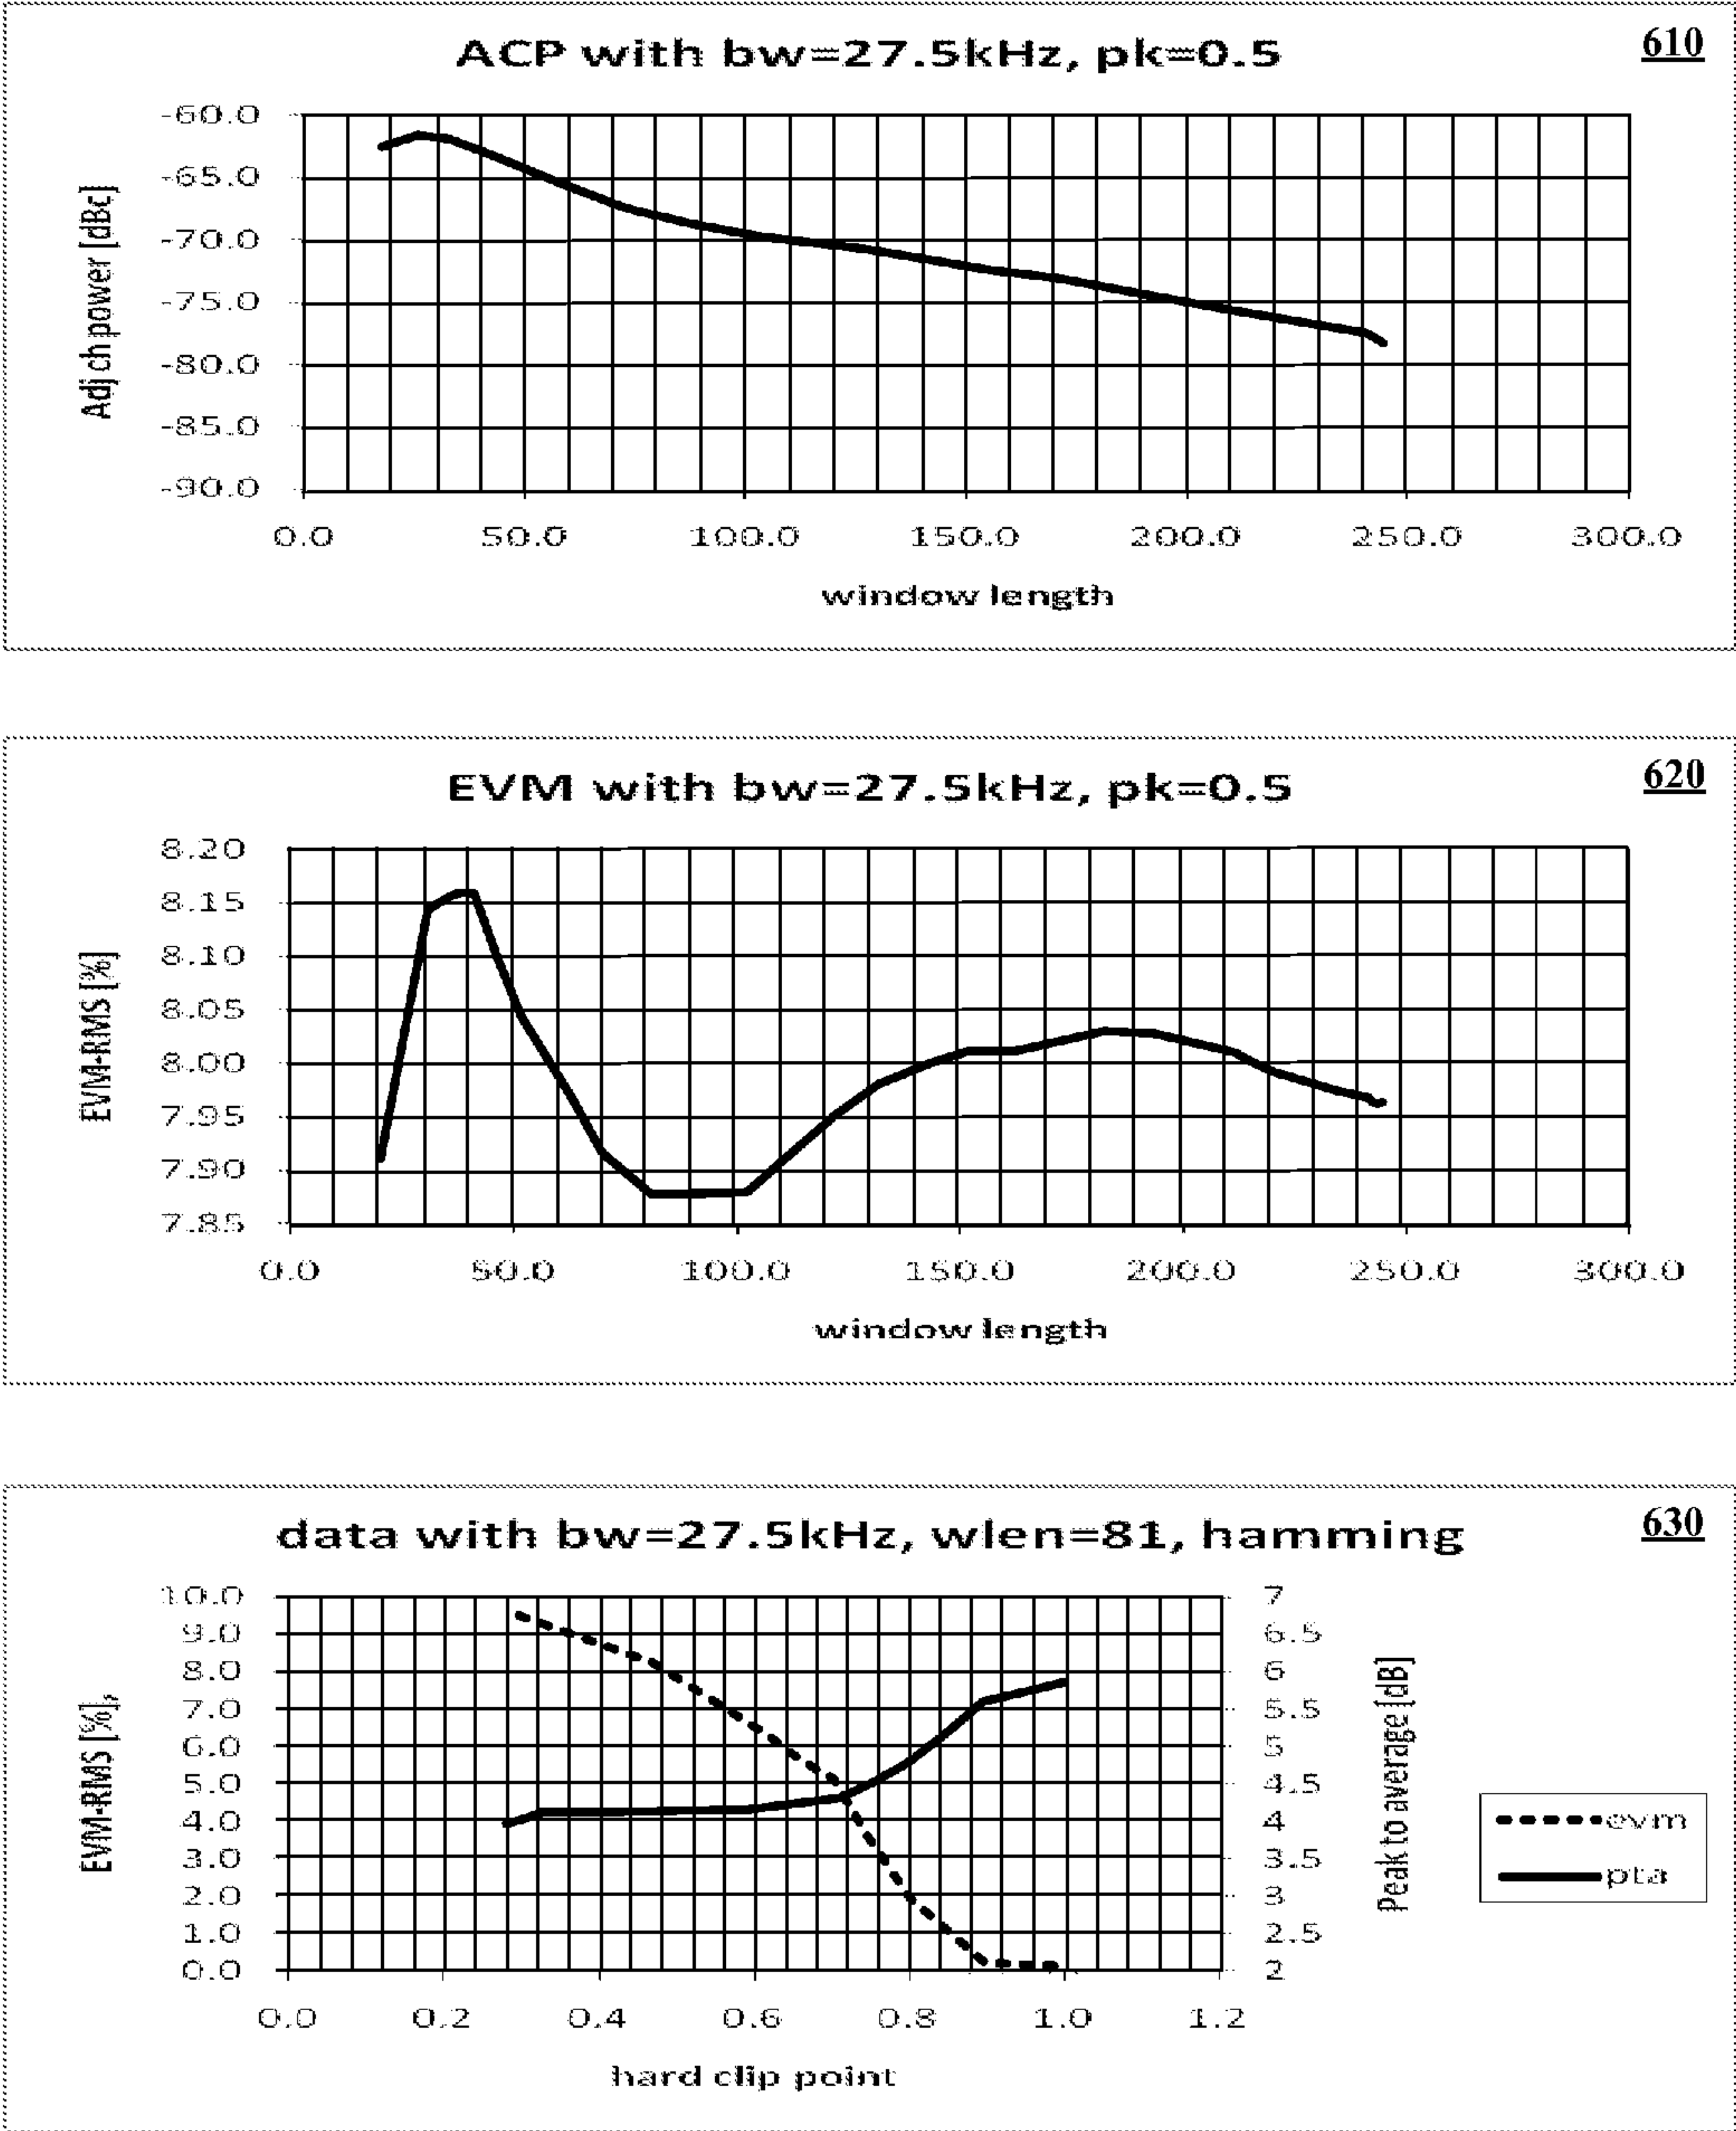 ACP with bw=27.5kHz, pk=0.5
610
-60.0
-65.0
-70.0
-75.0
-80.0
-85.0
-90.0
Adj ch power [dBc]
0.0 50.0 100.0 150.0 200.0 250.0 300.0
window length
EVM with bw=27.5kHz, pk=0.5
620
8.20
8.15
8.10
8.05
8.00
7.95
7.90
7.85
EVM-RMS [%]
0.0 50.0 100.0 150.0 200.0 250.0 300.0
window length
data with bw=27.5kHz, wlen=81, hamming
630
10.0
9.0
8.0
7.0
6.0
5.0
4.0
3.0
2.0
1.0
0.0
EVM-RMS [%],
7
6.5
6
5.5
5
4.5
4
3.5
3
2.5
2
Peak to average [dB]
evm
pta
0.0 0.2 0.4 0.6 0.8 1.0 1.2
hard clip point